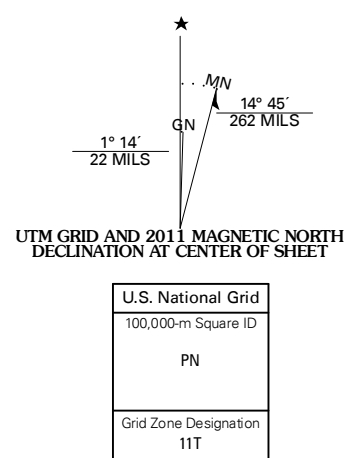 ★
MN
GN
14° 45´
262 MILS
1° 14´
22 MILS
UTM GRID AND 2011 MAGNETIC NORTH
DECLINATION AT CENTER OF SHEET
U.S. National Grid
100,000-m Square ID
PN
Grid Zone Designation
11T